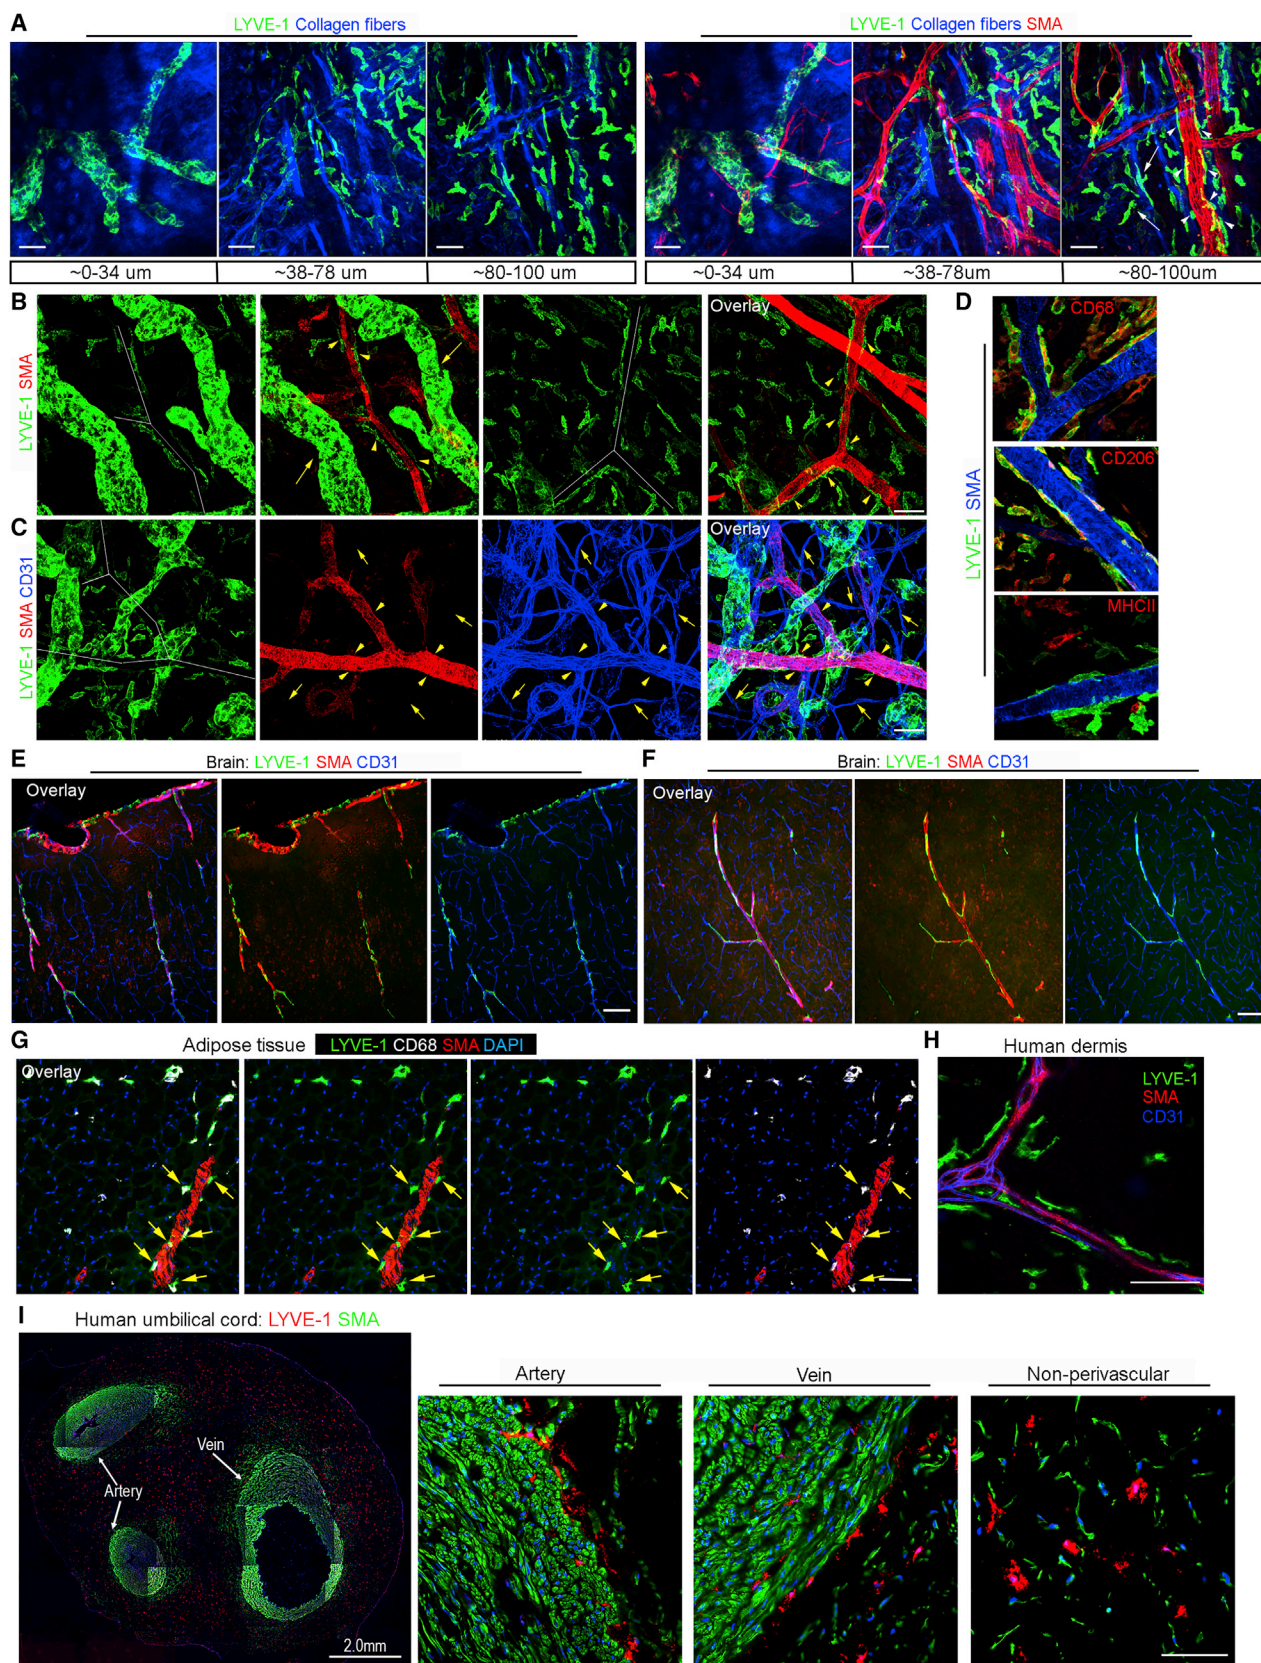 A
LYVE-1 Collagen fibers
LYVE-1 Collagen fibers SMA
~0-34 um
~38-78 um
~80-100 um
~0-34 um
~38-78um
~80-100um
B
LYVE-1 SMA
Overlay
C
LYVE-1 SMA CD31
Overlay
D
LYVE-1 SMA
CD68
CD206
MHCII
E
Brain: LYVE-1 SMA CD31
Overlay
F
Brain: LYVE-1 SMA CD31
Overlay
G
Adipose tissue LYVE-1 CD68 SMA DAPI
Overlay
H
Human dermis
LYVE-1
SMA
CD31
I
Human umbilical cord: LYVE-1 SMA
Vein
Artery
2.0mm
Artery
Vein
Non-perivascular